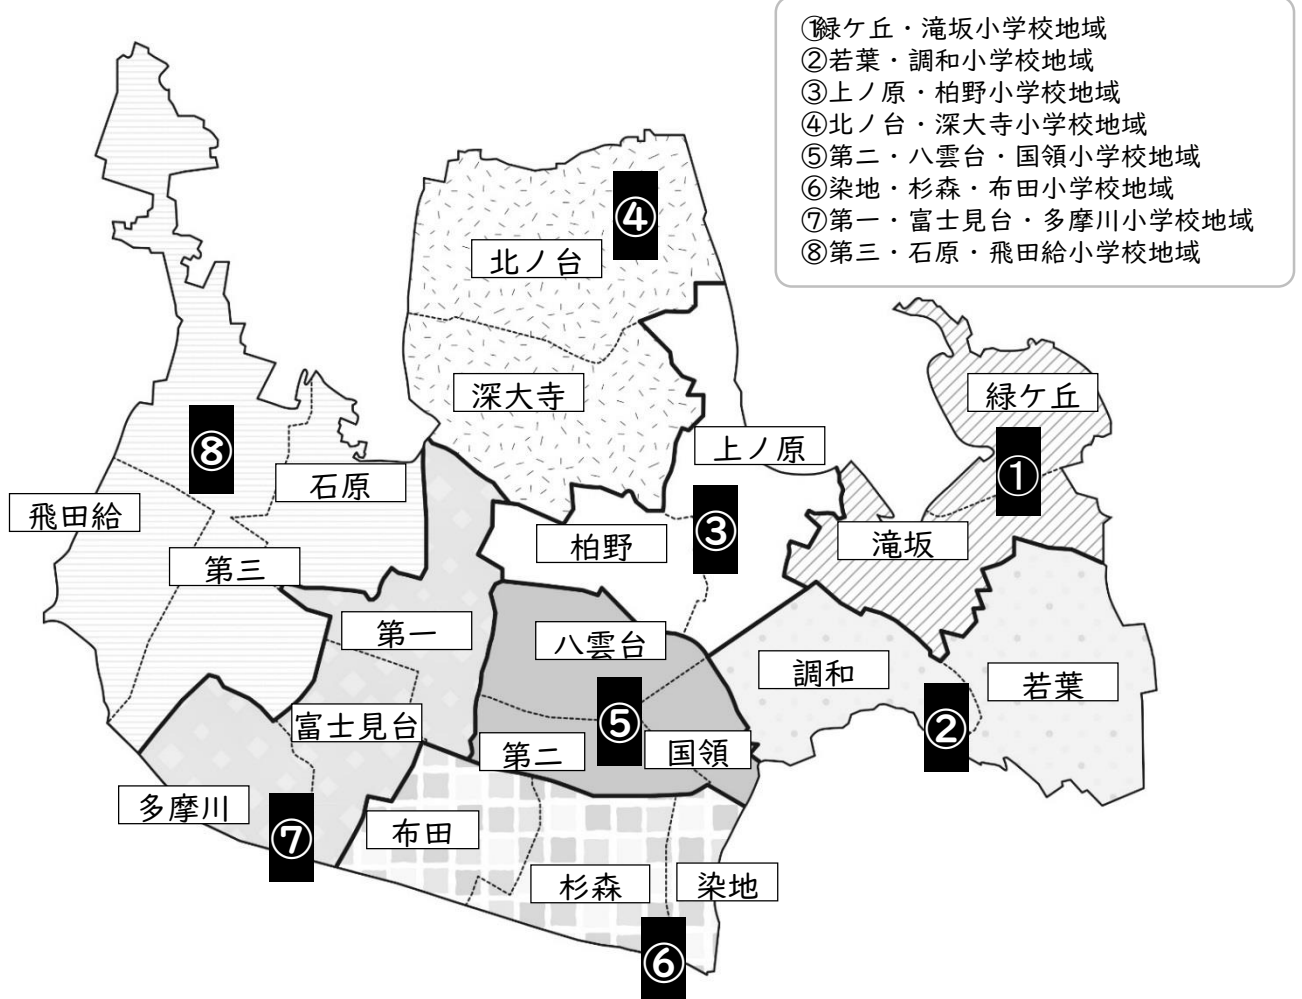 ①緑ケ丘・滝坂小学校地域
②若葉・調和小学校地域
③上ノ原・柏野小学校地域
④北ノ台・深大寺小学校地域
⑤第二・八雲台・国領小学校地域
⑥染地・杉森・布田小学校地域
⑦第一・富士見台・多摩川小学校地域
⑧第三・石原・飛田給小学校地域
④
北ノ台
深大寺
緑ケ丘
⑧
上ノ原
①
石原
飛田給
③
柏野
滝坂
第三
第一
八雲台
調和
若葉
②
⑤
富士見台
第二
国領
多摩川
⑦
布田
杉森
染地
⑥